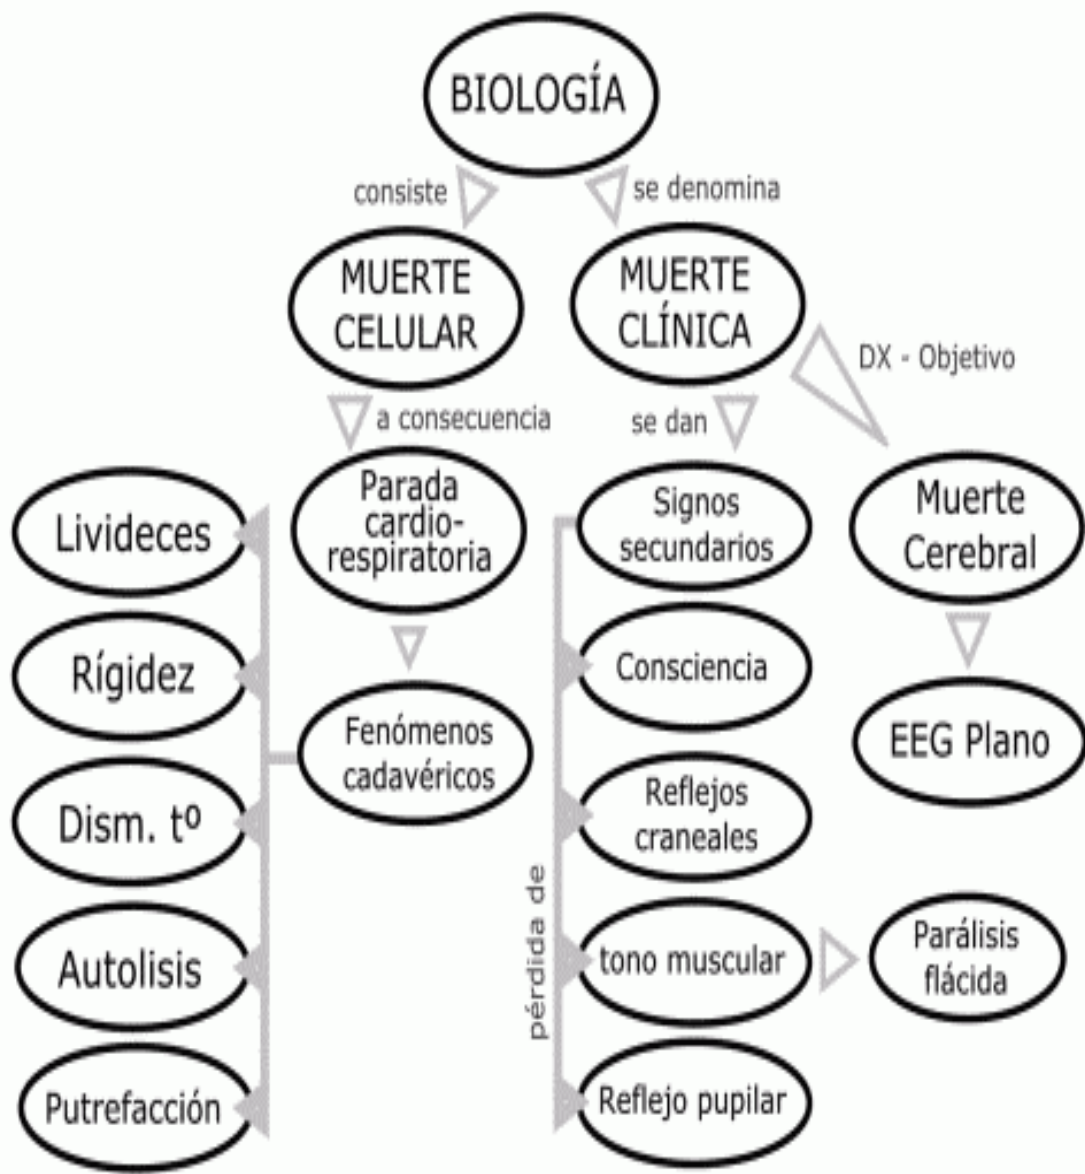 BIOLOGÍA
consiste
se denomina
MUERTE
CELULAR
MUERTE
CLÍNICA
DX - Objetivo
a consecuencia
se dan
Parada
cardio-
respiratoria
Signos
secundarios
Muerte
Cerebral
Livideces
Rígidez
Dism. tº
Autolisis
Putrefacción
Fenómenos
cadavéricos
pérdida de
Consciencia
Reflejos
craneales
tono muscular
Reflejo pupilar
Parálisis
flácida
EEG Plano